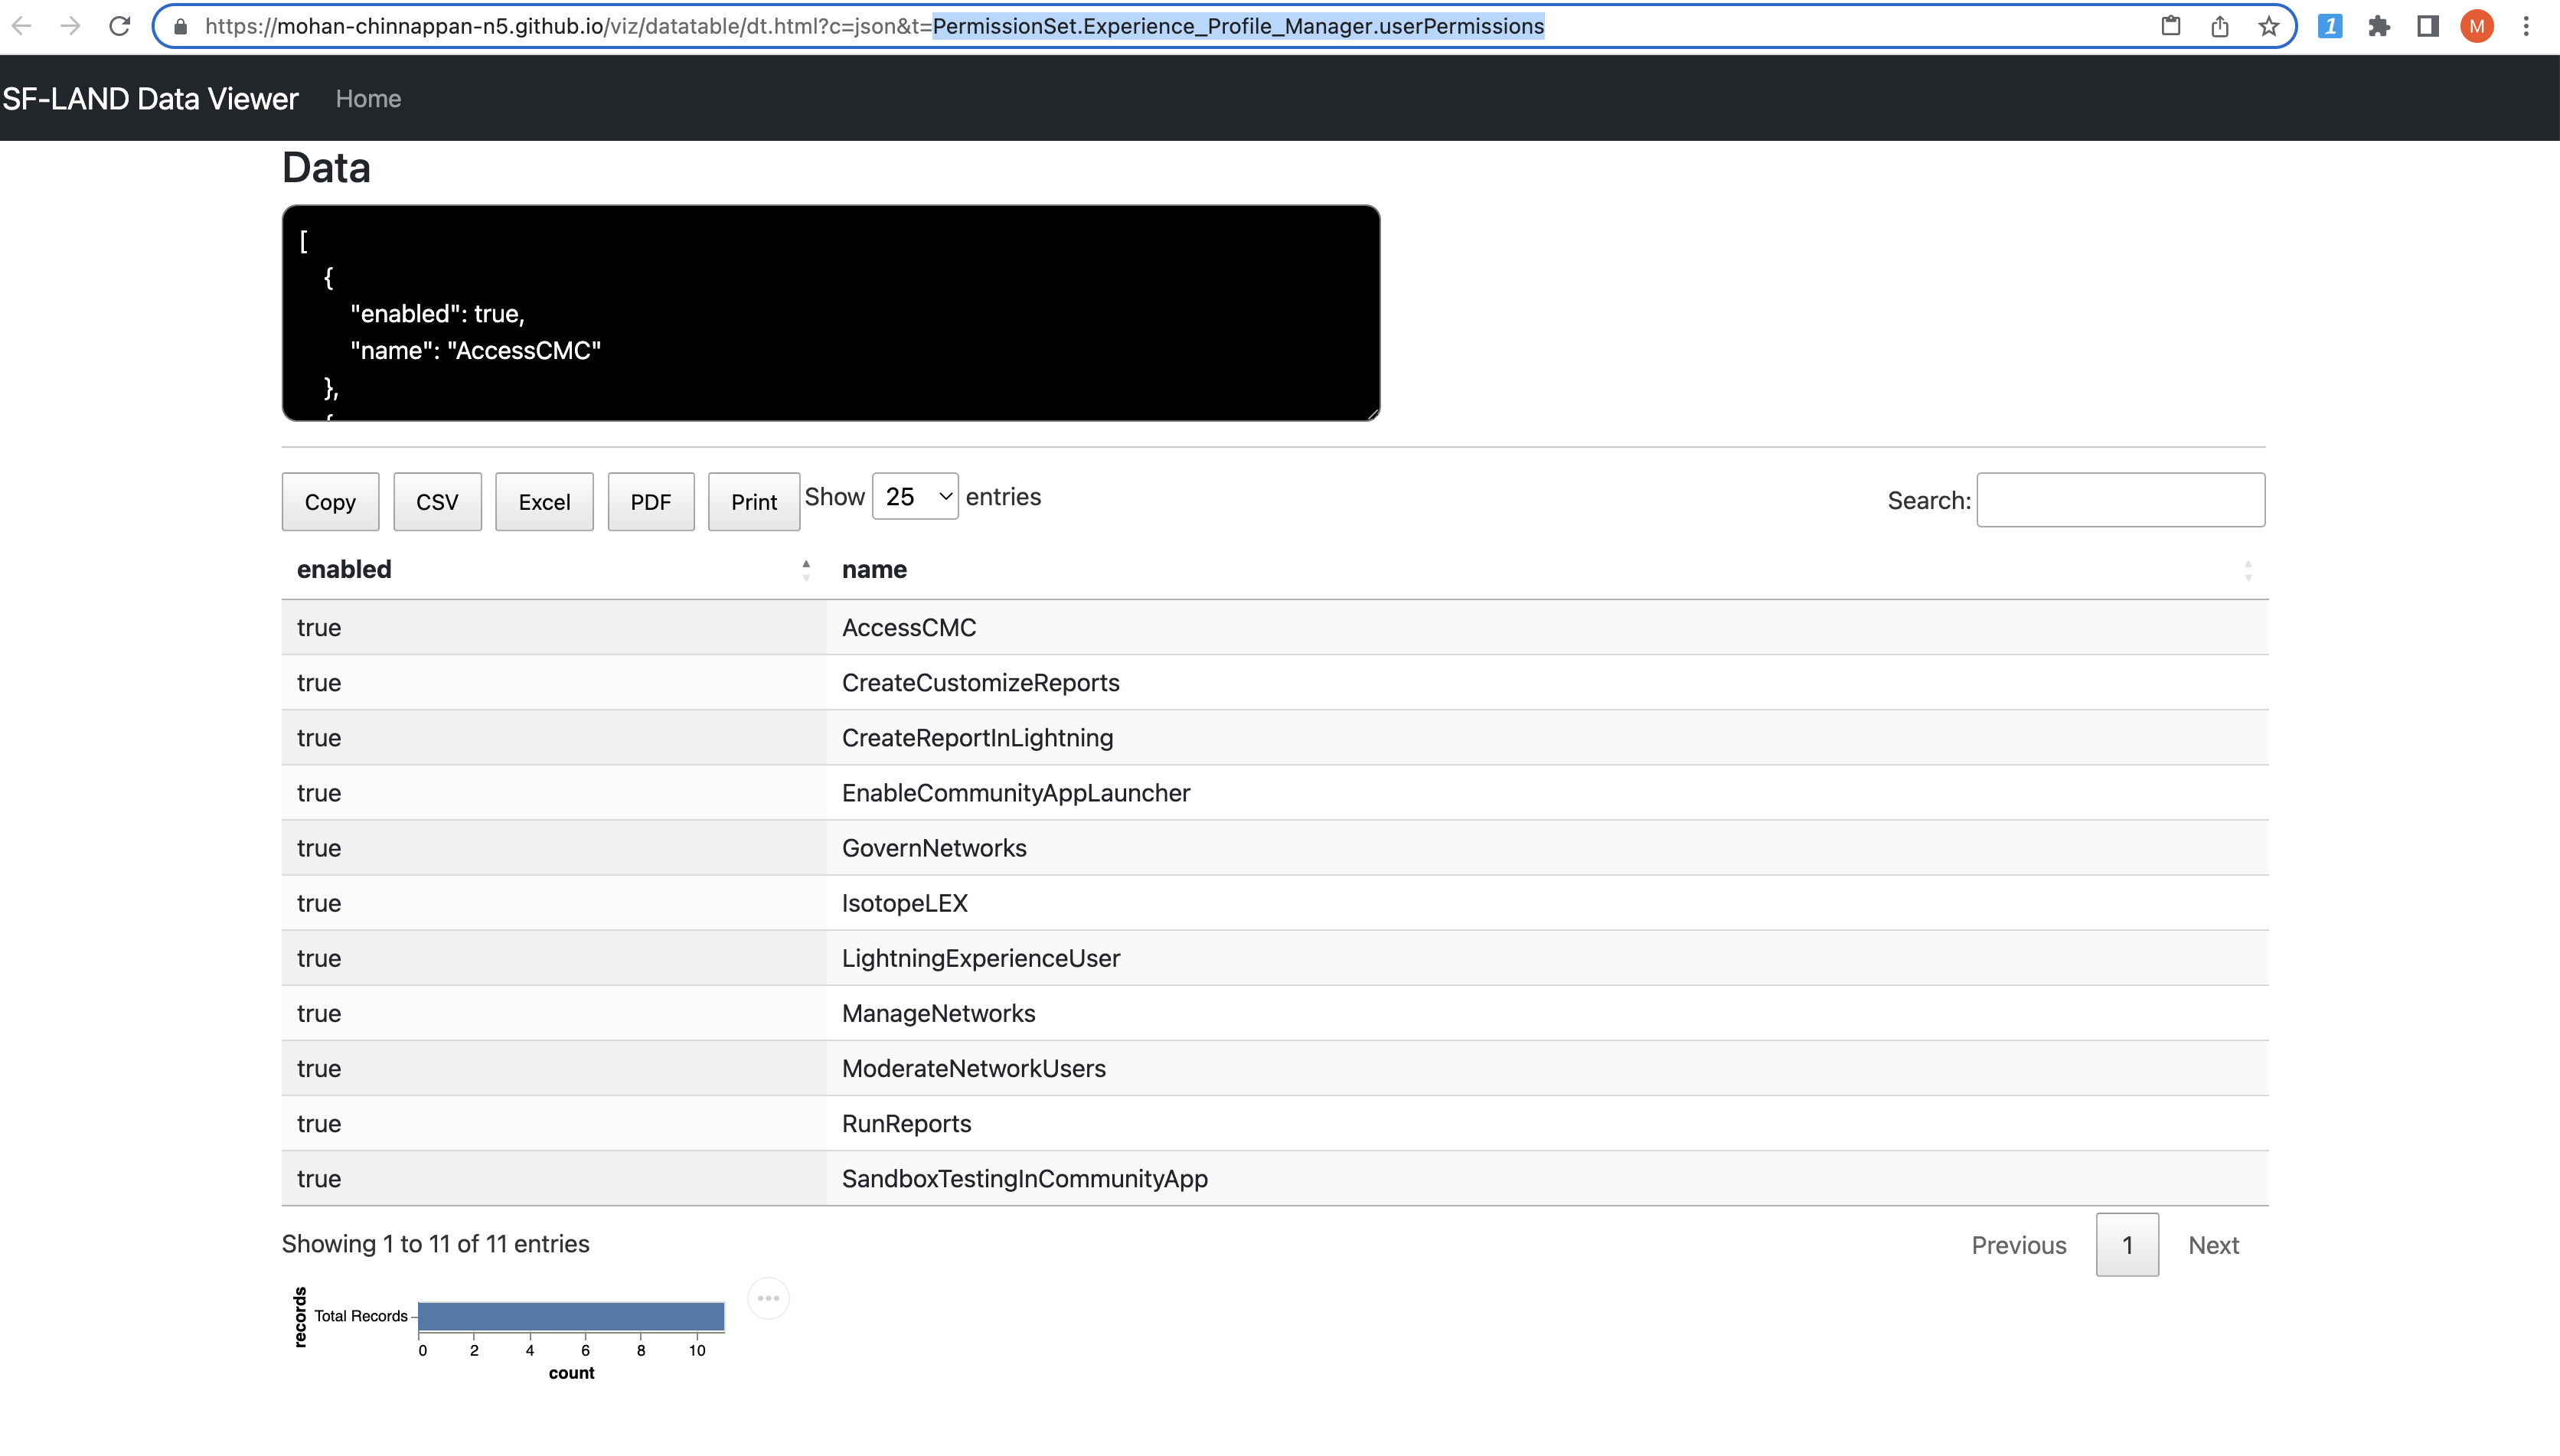 https://mohan-chinnappan-n5.github.io/viz/datatable/dt.html?c=json&t=PermissionSet.Experience_Profile_Manager.userPermissions
1
M
SF-LAND Data Viewer Home
Data
[
{
"enabled": true,
"name": "AccessCMC"
},
{
Copy CSV Excel PDF Print Show 25 entries Search:
enabled name
true AccessCMC
true CreateCustomizeReports
true CreateReportInLightning
true EnableCommunityAppLauncher
true GovernNetworks
true IsotopeLEX
true LightningExperienceUser
true ManageNetworks
true ModerateNetworkUsers
true RunReports
true SandboxTestingInCommunityApp
Showing 1 to 11 of 11 entries Previous 1 Next
records
Total Records
0 2 4 6 8 10
count